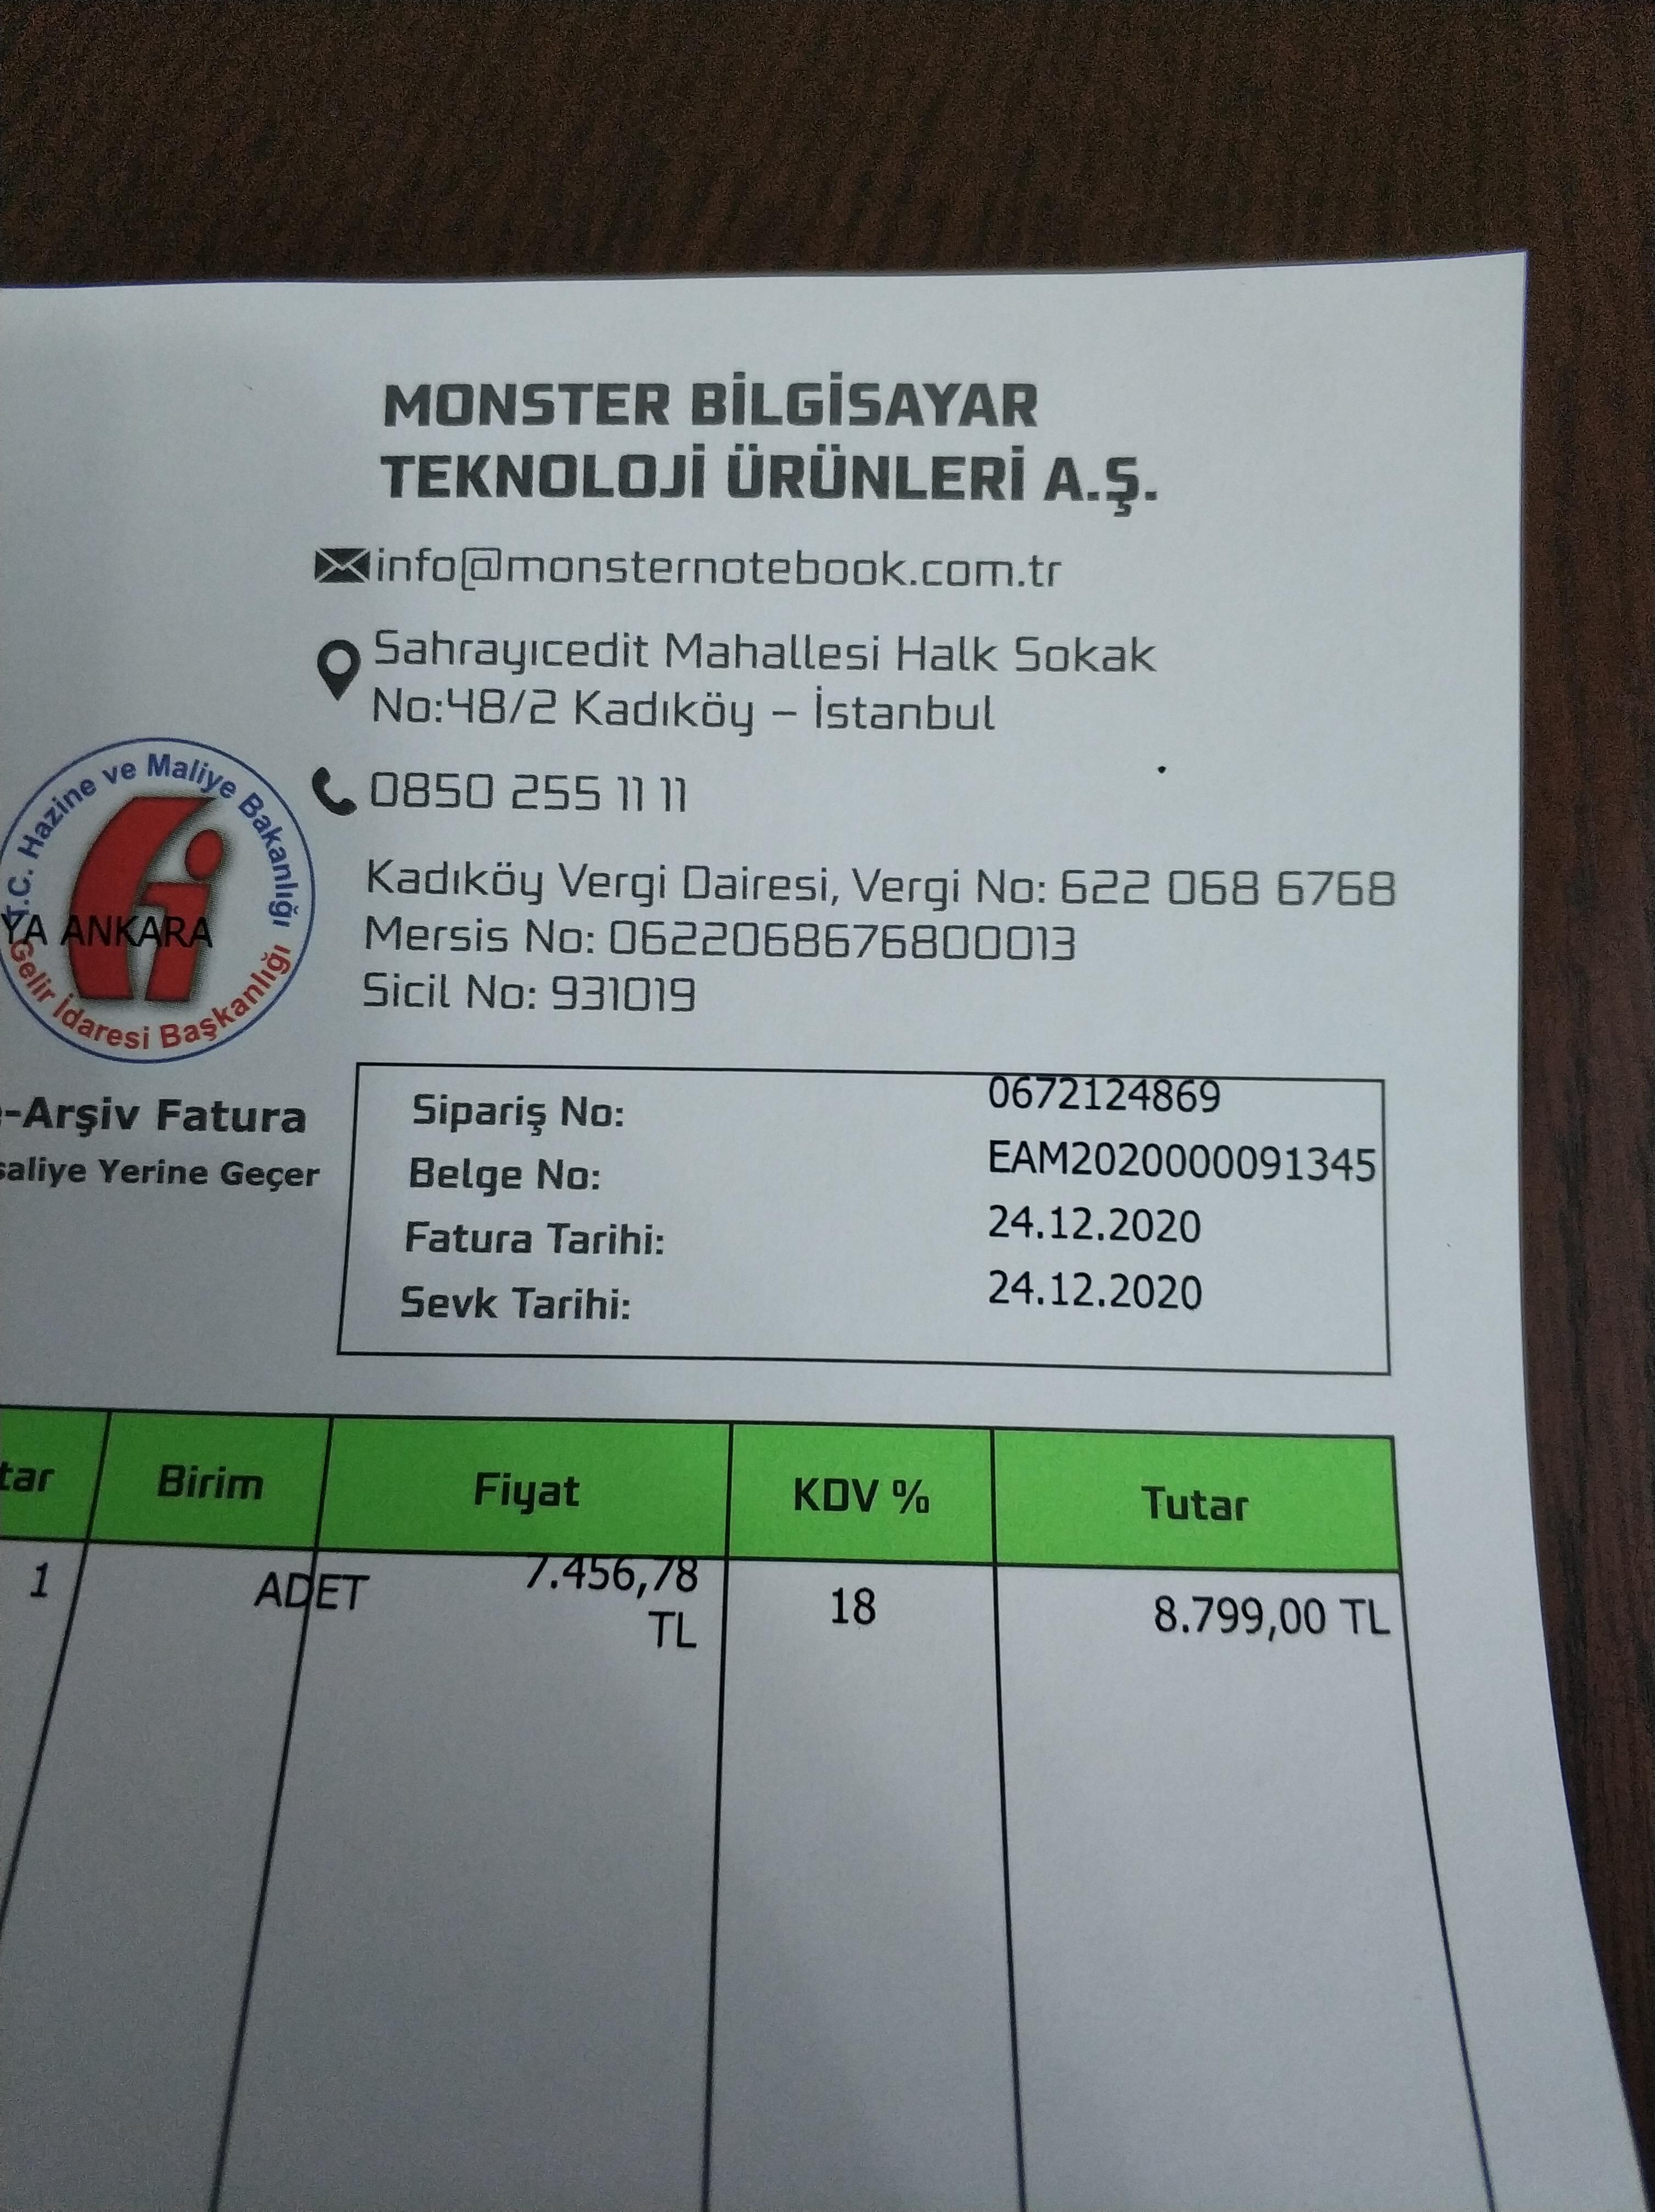 MONSTER BİLGİSAYAR
TEKNOLOJİ ÜRÜNLERİ A.Ş.
info@monsternotebook.com.tr
Sahrayıcedit Mahallesi Halk Sokak
No:48/2 Kadıköy – İstanbul
0850 255 11 11
Kadıköy Vergi Dairesi, Vergi No: 622 068 6768
Mersis No: 0622068676800013
Sicil No: 931019
T.C. Hazine ve Maliye Bakanlığı
YA ANKARA
Gelir İdaresi Başkanlığı
-Arşiv Fatura
saliye Yerine Geçer
Sipariş No: 0672124869
Belge No: EAM2020000091345
Fatura Tarihi: 24.12.2020
Sevk Tarihi: 24.12.2020
tar Birim Fiyat KDV % Tutar
1 ADET 7.456,78 18 8.799,00 TL
TL